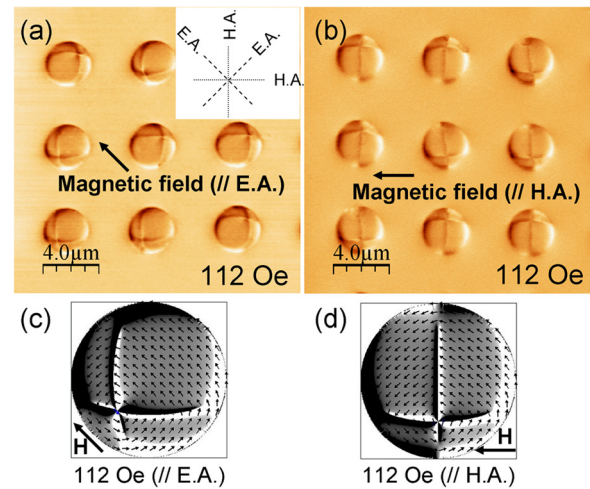 (a)
H.A.
E.A.
E.A.
H.A.
Magnetic field (// E.A.)
4.0µm
112 Oe
(b)
Magnetic field (// H.A.)
4.0µm
112 Oe
(c)
H
112 Oe (// E.A.)
(d)
H
112 Oe (// H.A.)